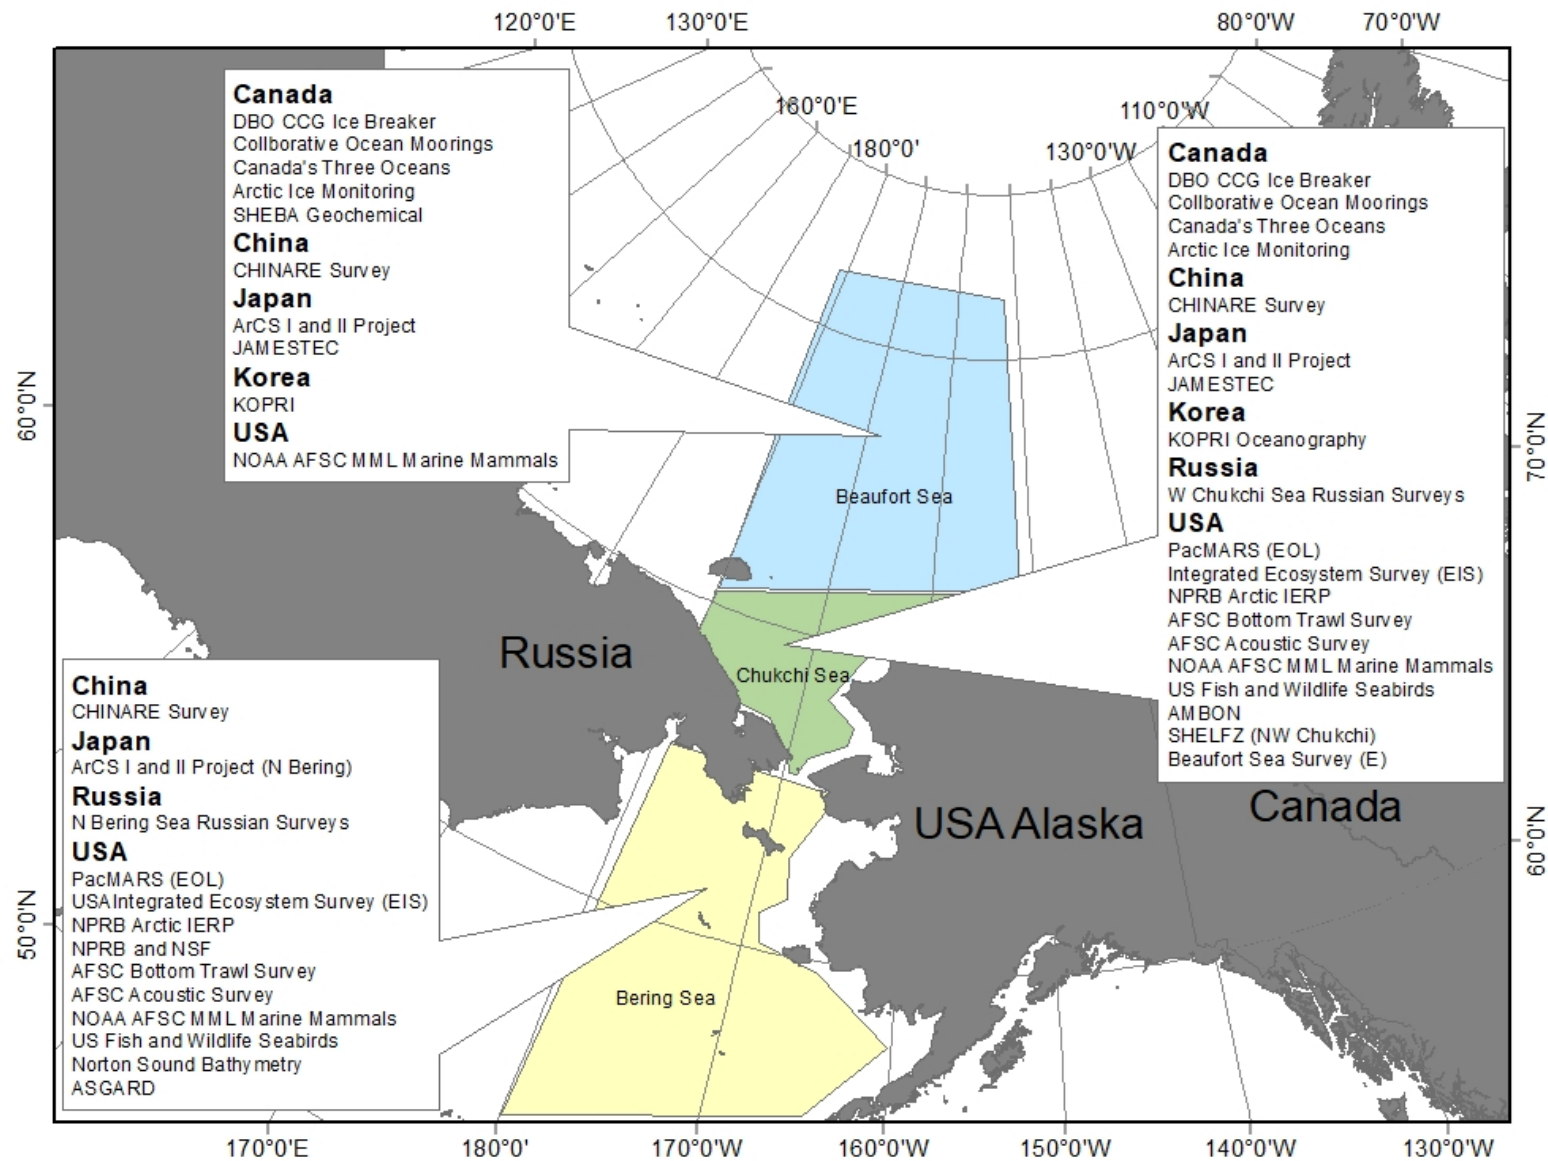 120°0'E
130°0'E
80°0'W
70°0'W
160°0'E
180°0'
110°0'W
130°0'W
Canada
DBO CCG Ice Breaker
Collborative Ocean Moorings
Canada's Three Oceans
Arctic Ice Monitoring
SHEBA Geochemical
China
CHINARE Survey
Japan
ArCS I and II Project
JAMESTEC
Korea
KOPRI
USA
NOAA AFSC MML Marine Mammals
Canada
DBO CCG Ice Breaker
Collborative Ocean Moorings
Canada's Three Oceans
Arctic Ice Monitoring
China
CHINARE Survey
Japan
ArCS I and II Project
JAMESTEC
Korea
KOPRI Oceanography
Russia
W Chukchi Sea Russian Surveys
USA
PacMARS (EOL)
Integrated Ecosystem Survey (EIS)
NPRB Arctic IERP
AFSC Bottom Trawl Survey
AFSC Acoustic Survey
NOAA AFSC MML Marine Mammals
US Fish and Wildlife Seabirds
AMBON
SHELFZ (NW Chukchi)
Beaufort Sea Survey (E)
60°0'N
70°0'N
Beaufort Sea
Russia
Chukchi Sea
China
CHINARE Survey
Japan
ArCS I and II Project (N Bering)
Russia
N Bering Sea Russian Surveys
USA
PacMARS (EOL)
USAIntegrated Ecosystem Survey (EIS)
NPRB Arctic IERP
NPRB and NSF
AFSC Bottom Trawl Survey
AFSC Acoustic Survey
NOAA AFSC MML Marine Mammals
US Fish and Wildlife Seabirds
Norton Sound Bathymetry
ASGARD
USA Alaska
Canada
60°0'N
50°0'N
Bering Sea
170°0'E
180°0'
170°0'W
160°0'W
150°0'W
140°0'W
130°0'W